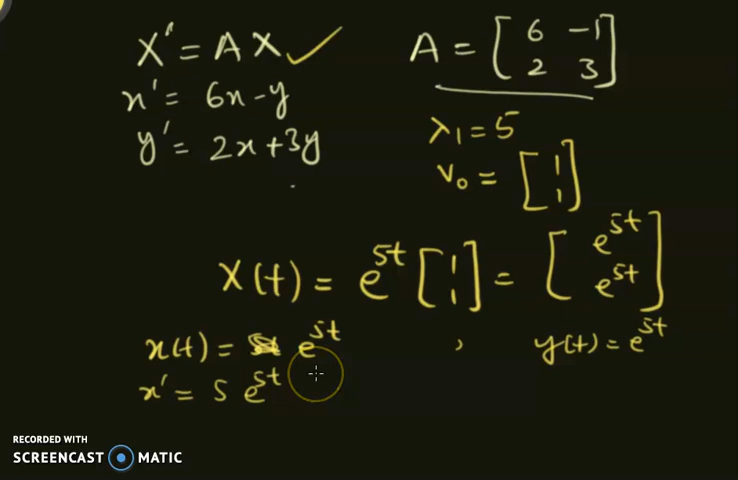 X' = A X ✓
A = [6 -1
2 3]
x' = 6x - y
y' = 2x + 3y
λ₁ = 5
v₀ = [1
1]
X(t) = e^5t [1
1] = [e^5t
e^5t]
x(t) = e^5t , y(t) = e^5t
x' = 5 e^5t
RECORDED WITH
SCREENCAST MATIC